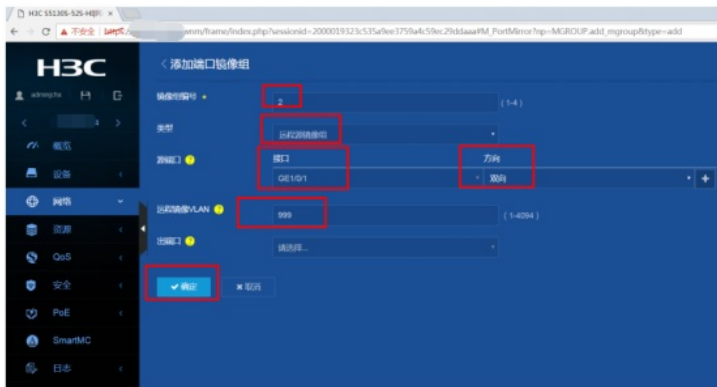 H3C S5130S-52S-HI网
不安全
wnm/frame/index.php?sessionid=2000019323c535a9ee3759a4c59ec29ddaaa#M_PortMirror?np=MGROUP.add_mgroup&type=add
H3C
添加端口镜像组
镜像组编号
2
(1-4)
类型
远程源镜像组
源端口
接口
方向
GE1/0/1
双向
远程镜像VLAN
999
(1-4094)
出端口
请选择...
确定
取消
概览
设备
网络
资源
QoS
安全
PoE
SmartMC
日志